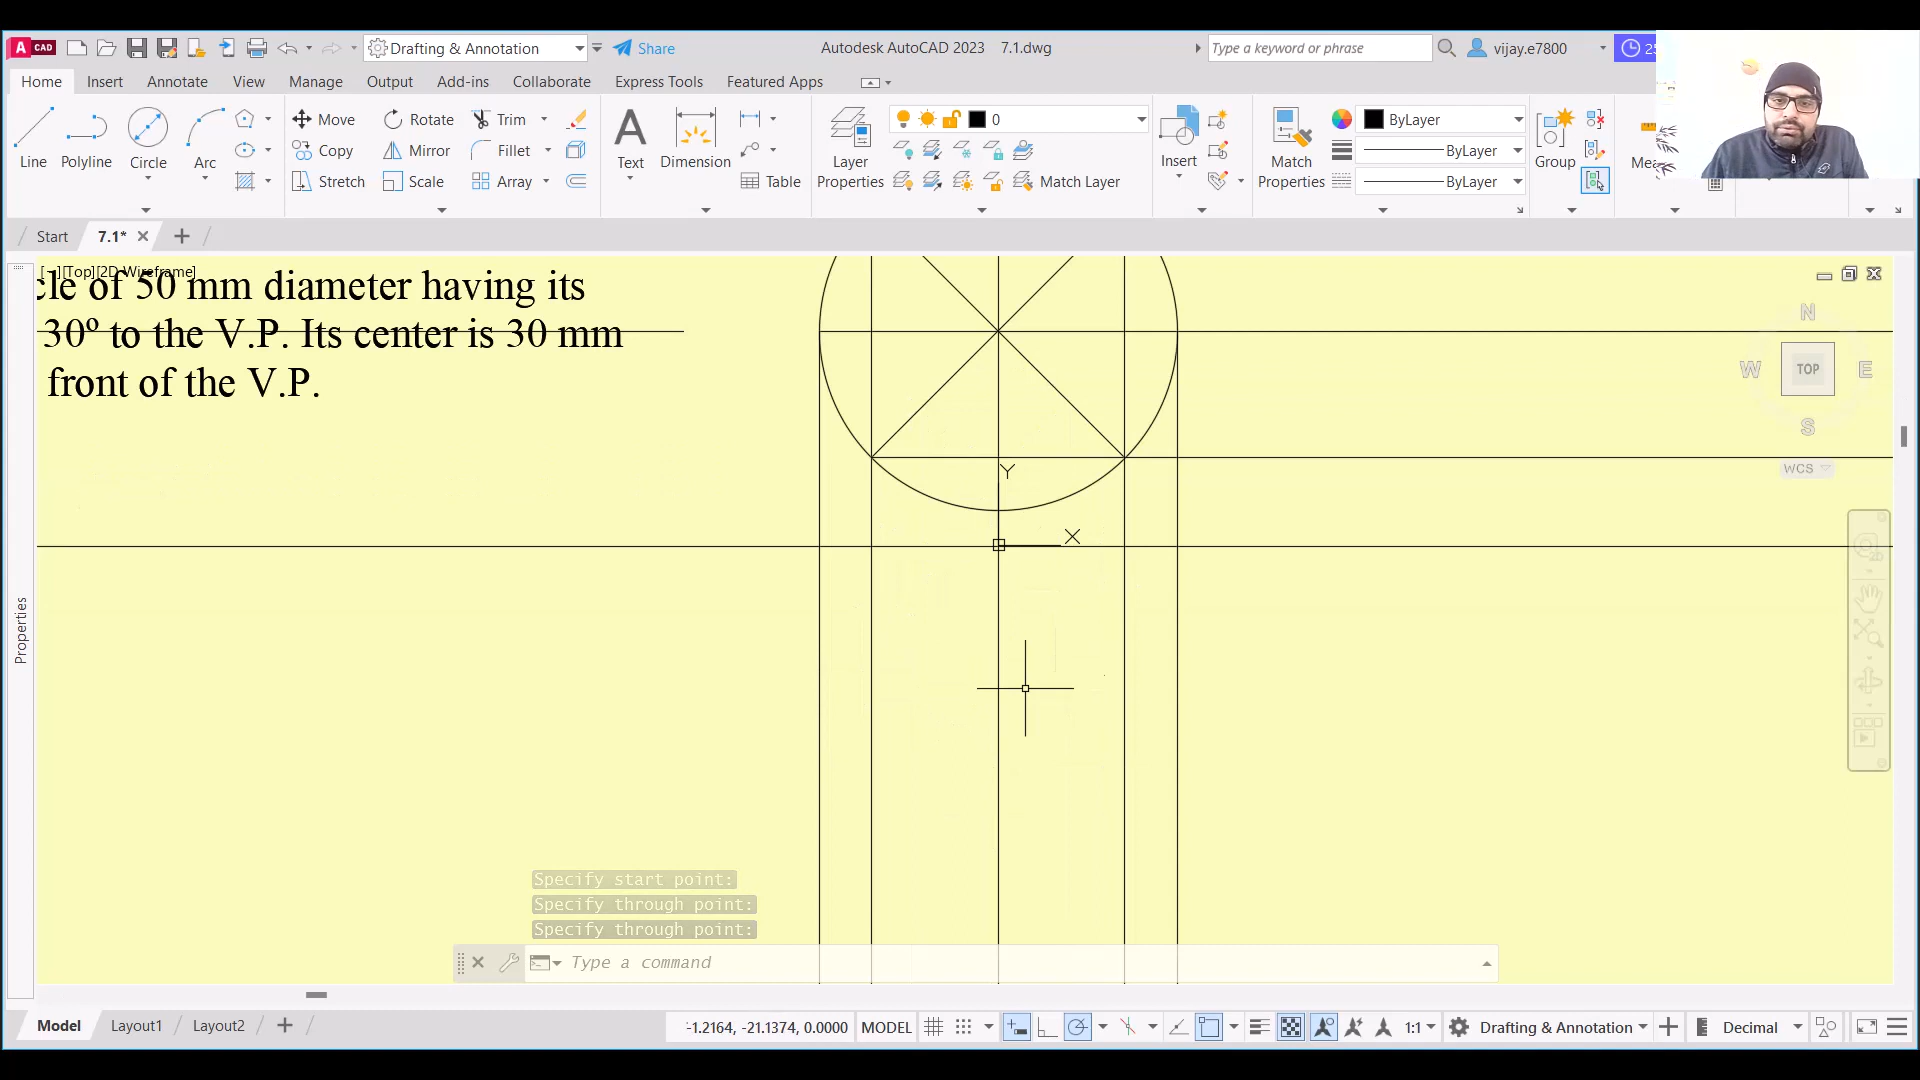 A CAD
Drafting & Annotation
Share
Autodesk AutoCAD 2023 7.1.dwg
Type a keyword or phrase
vijay.e7800
Home Insert Annotate View Manage Output Add-ins Collaborate Express Tools Featured Apps
Line Polyline Circle Arc
Move Rotate Trim
Copy Mirror Fillet
Stretch Scale Array
Text Dimension Table
Layer Properties
0
Match Layer
Insert
Match Properties
ByLayer
ByLayer
ByLayer
Group
Start 7.1*
[−][Top][2D Wireframe]
cle of 50 mm diameter having its
30º to the V.P. Its center is 30 mm
front of the V.P.
Y
X
N
W TOP E
S
WCS
Properties
Specify start point:
Specify through point:
Specify through point:
Type a command
Model Layout1 Layout2
-1.2164, -21.1374, 0.0000 MODEL
1:1 Drafting & Annotation Decimal